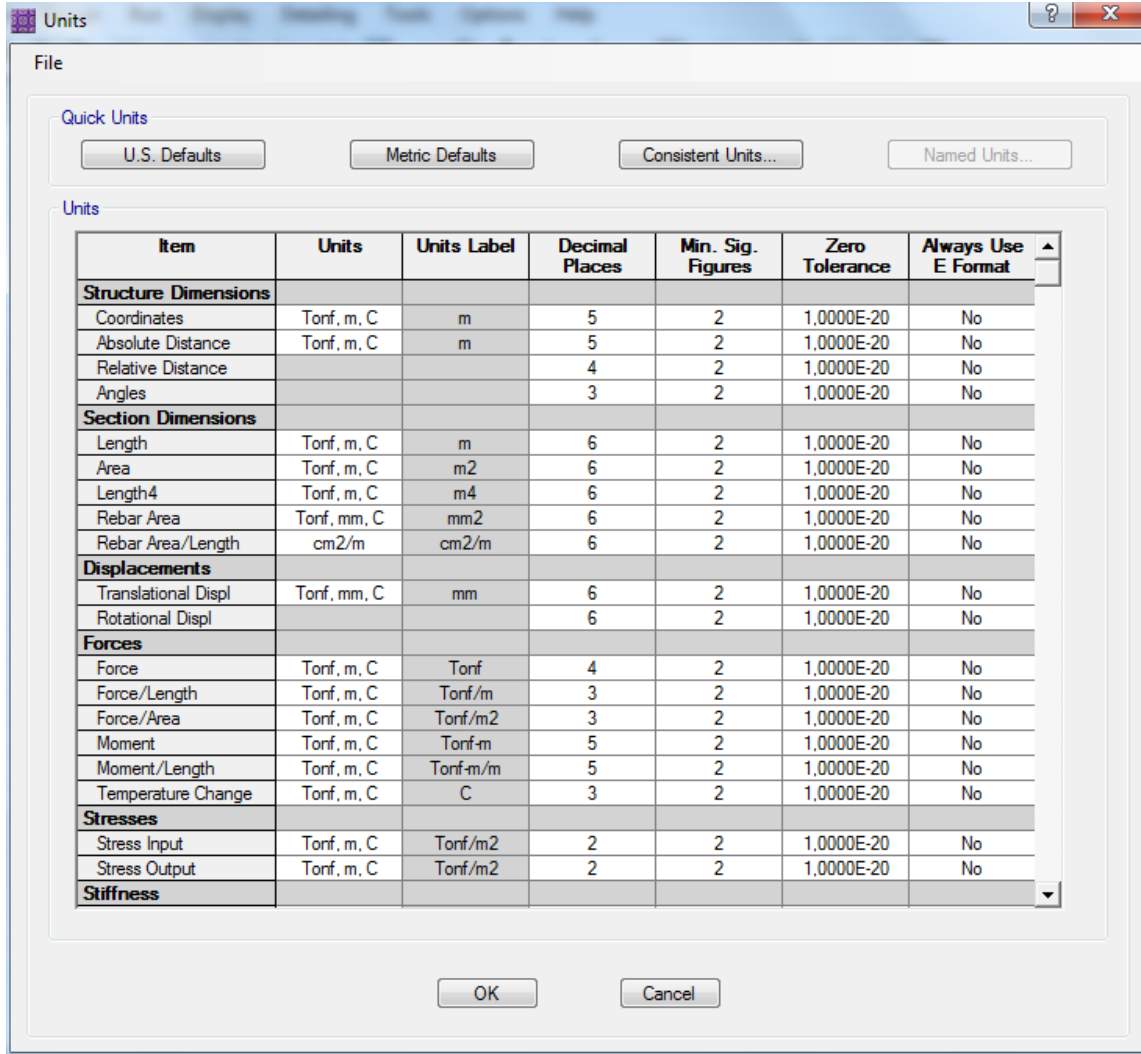 Units
File
Quick Units
U.S. Defaults Metric Defaults Consistent Units... Named Units...
Units
Item Units Units Label Decimal Places Min. Sig. Figures Zero Tolerance Always Use E Format
Structure Dimensions
Coordinates Tonf, m, C m 5 2 1,0000E-20 No
Absolute Distance Tonf, m, C m 5 2 1,0000E-20 No
Relative Distance 4 2 1,0000E-20 No
Angles 3 2 1,0000E-20 No
Section Dimensions
Length Tonf, m, C m 6 2 1,0000E-20 No
Area Tonf, m, C m2 6 2 1,0000E-20 No
Length4 Tonf, m, C m4 6 2 1,0000E-20 No
Rebar Area Tonf, mm, C mm2 6 2 1,0000E-20 No
Rebar Area/Length cm2/m cm2/m 6 2 1,0000E-20 No
Displacements
Translational Displ Tonf, mm, C mm 6 2 1,0000E-20 No
Rotational Displ 6 2 1,0000E-20 No
Forces
Force Tonf, m, C Tonf 4 2 1,0000E-20 No
Force/Length Tonf, m, C Tonf/m 3 2 1,0000E-20 No
Force/Area Tonf, m, C Tonf/m2 3 2 1,0000E-20 No
Moment Tonf, m, C Tonf-m 5 2 1,0000E-20 No
Moment/Length Tonf, m, C Tonf-m/m 5 2 1,0000E-20 No
Temperature Change Tonf, m, C C 3 2 1,0000E-20 No
Stresses
Stress Input Tonf, m, C Tonf/m2 2 2 1,0000E-20 No
Stress Output Tonf, m, C Tonf/m2 2 2 1,0000E-20 No
Stiffness
OK Cancel